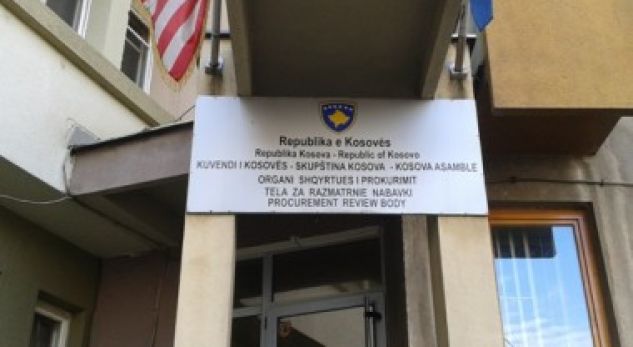 Republika e Kosovës
Republika Kosova - Republic of Kosovo
KUVENDI I KOSOVËS - SKUPŠTINA KOSOVA - KOSOVA ASAMBLE
ORGANI SHQYRTUES I PROKURIMIT
TELA ZA RAZMATRNIE NABAVKI
PROCUREMENT REVIEW BODY